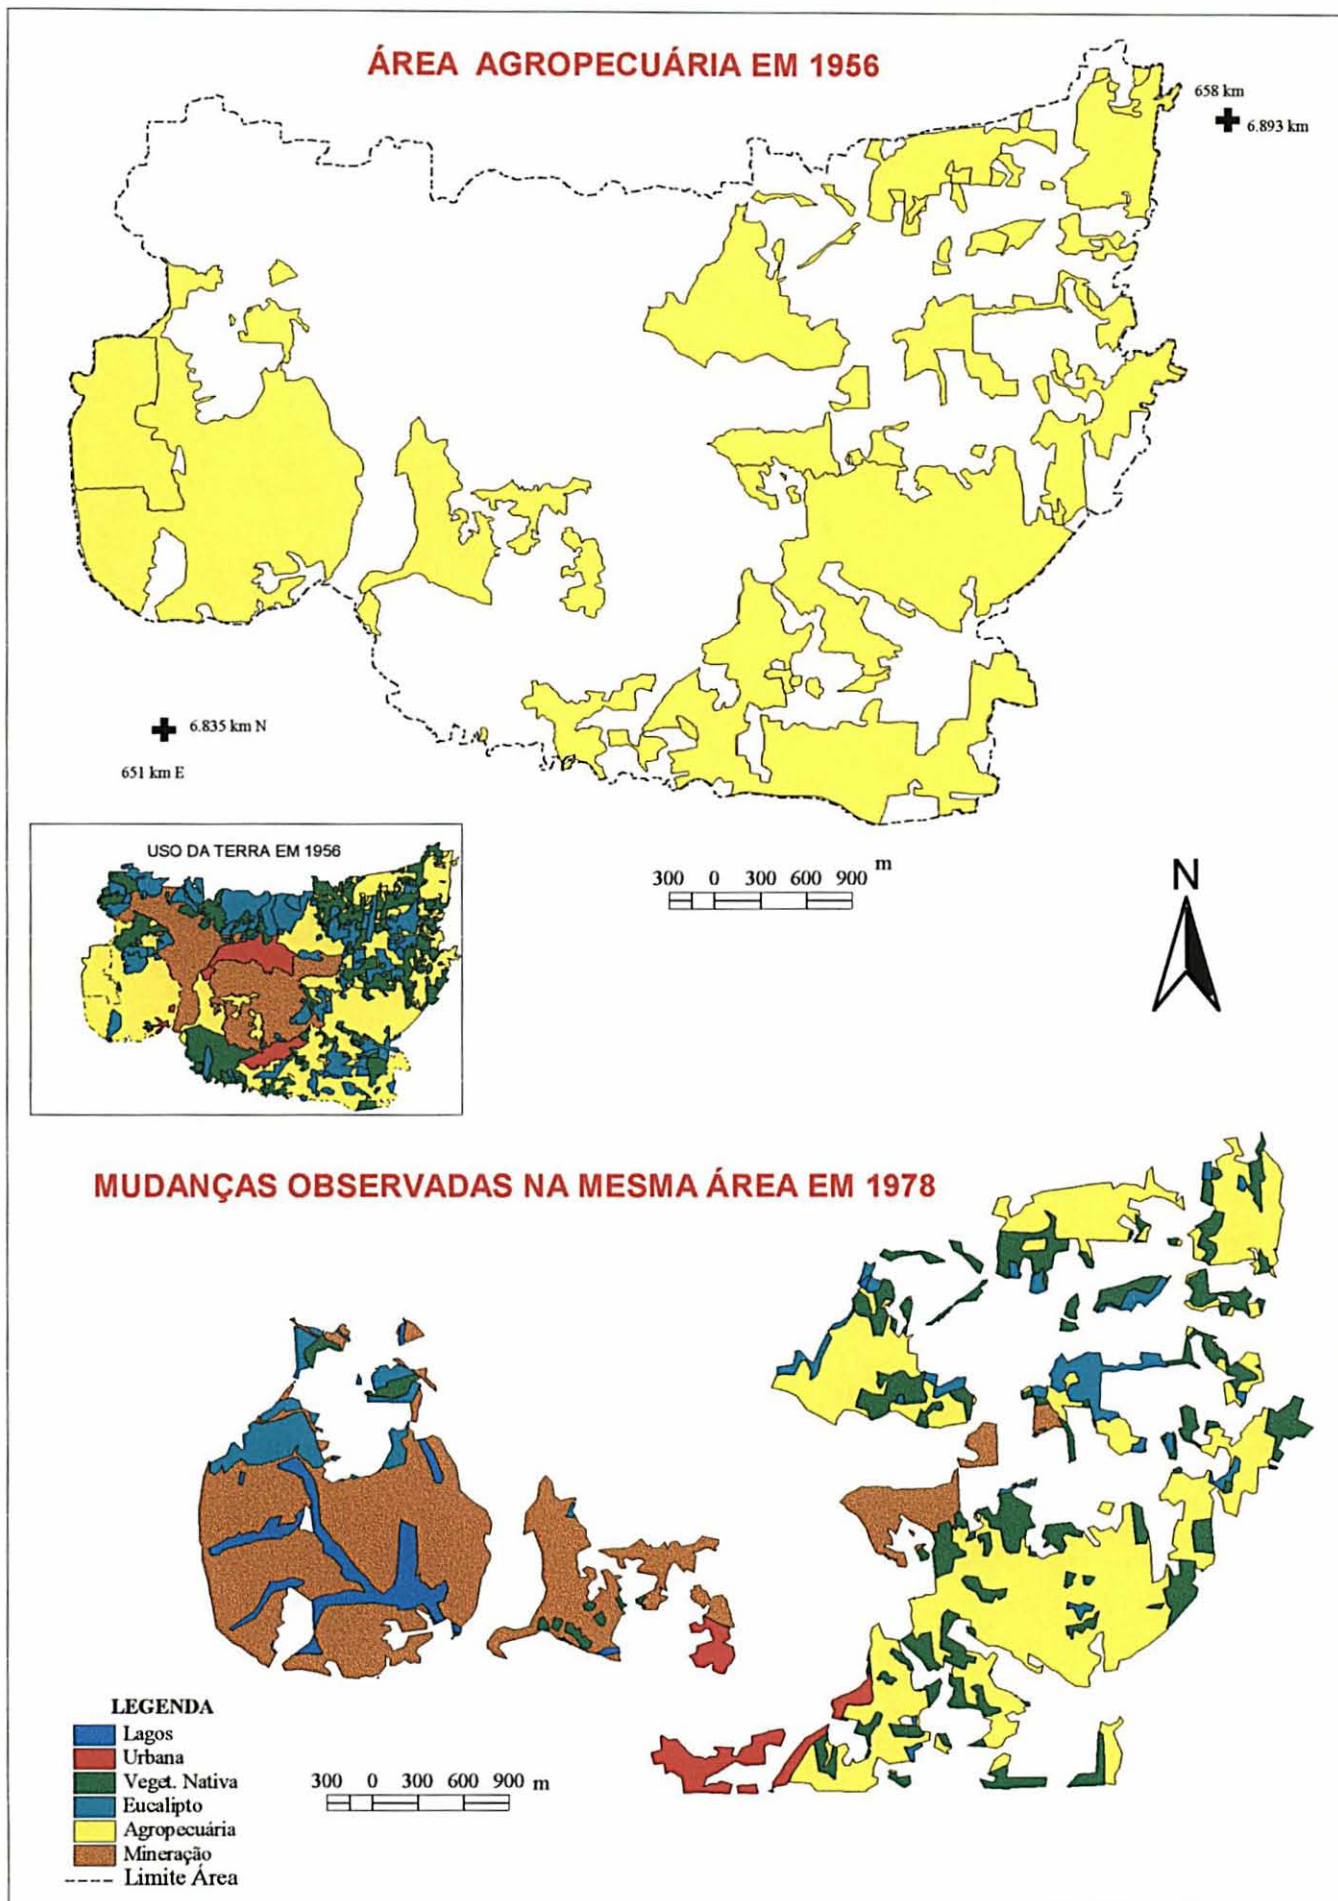 ÁREA AGROPECUÁRIA EM 1956
658 km
6.893 km
6.835 km N
651 km E
USO DA TERRA EM 1956
300 0 300 600 900 m
N
MUDANÇAS OBSERVADAS NA MESMA ÁREA EM 1978
LEGENDA
Lagos
Urbana
Veget. Nativa
Eucalipto
Agropecuária
Mineração
Limite Área
300 0 300 600 900 m